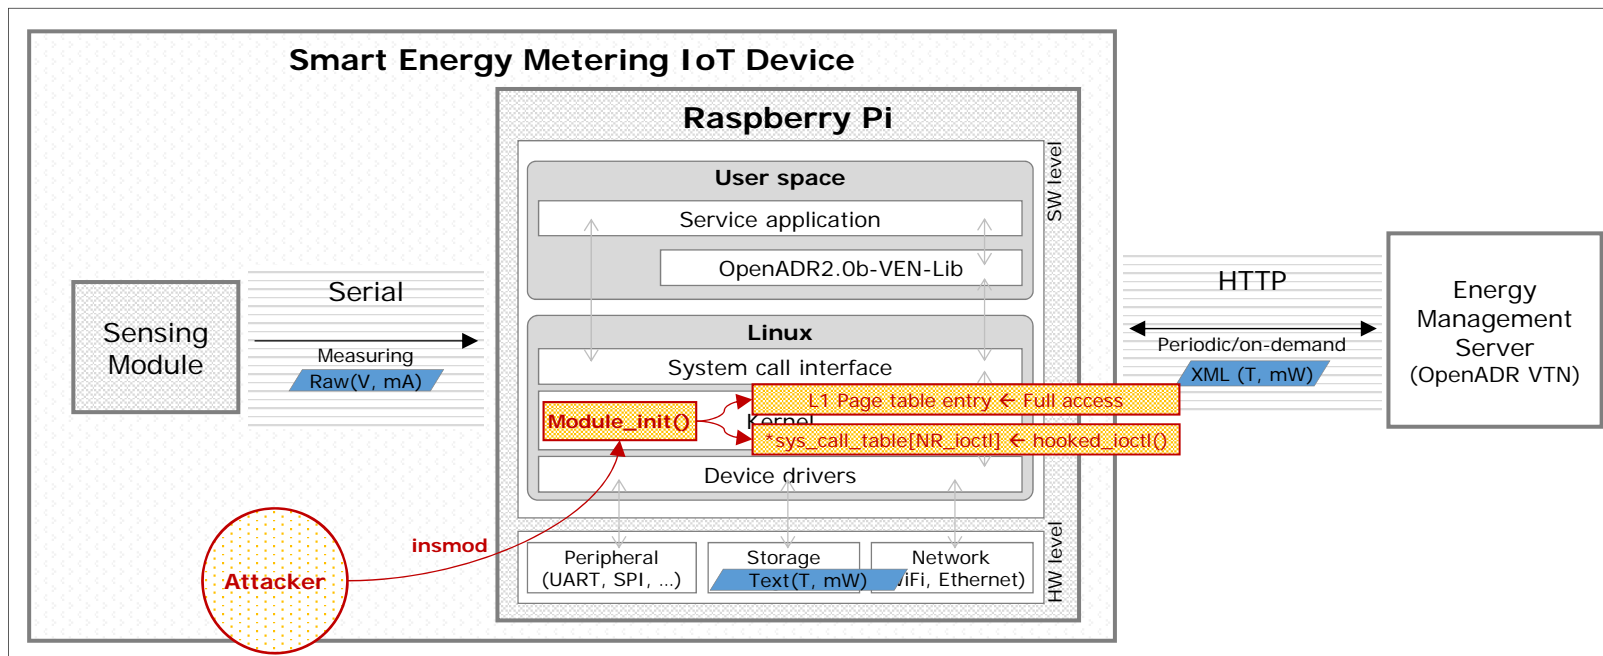 Smart Energy Metering IoT Device
Raspberry Pi
SW level
User space
Service application
OpenADR2.0b-VEN-Lib
Linux
System call interface
Kernel
Module_init()
L1 Page table entry ← Full access
*sys_call_table[NR_ioctl] ← hooked_ioctl()
Device drivers
HW level
Peripheral
(UART, SPI, ...)
Storage
Text(T, mW)
Network
Ethernet)
Sensing
Module
Serial
Measuring
Raw(V, mA)
insmod
Attacker
HTTP
Periodic/on-demand
XML (T, mW)
Energy
Management
Server
(OpenADR VTN)